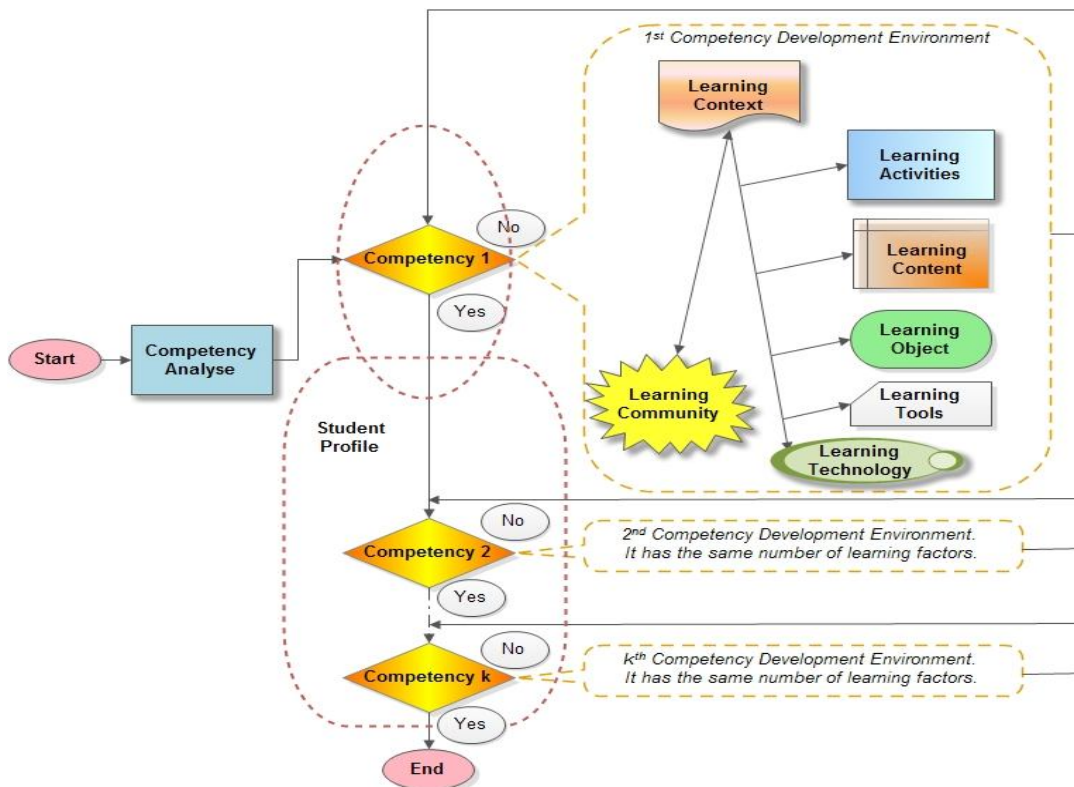 1st Competency Development Environment
Learning
Context
Learning
Activities
No
Competency 1
Learning
Content
Yes
Start
Competency
Analyse
Learning
Object
Learning
Community
Learning
Tools
Student
Profile
Learning
Technology
No
Competency 2
2nd Competency Development Environment.
It has the same number of learning factors.
Yes
No
Competency k
kth Competency Development Environment.
It has the same number of learning factors.
Yes
End